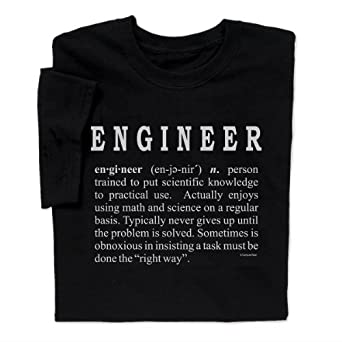 ENGINEER
en·gi·neer (en-jə-nir′) n. person
trained to put scientific knowledge
to practical use. Actually enjoys
using math and science on a regular
basis. Typically never gives up until
the problem is solved. Sometimes is
obnoxious in insisting a task must be
done the “right way”.